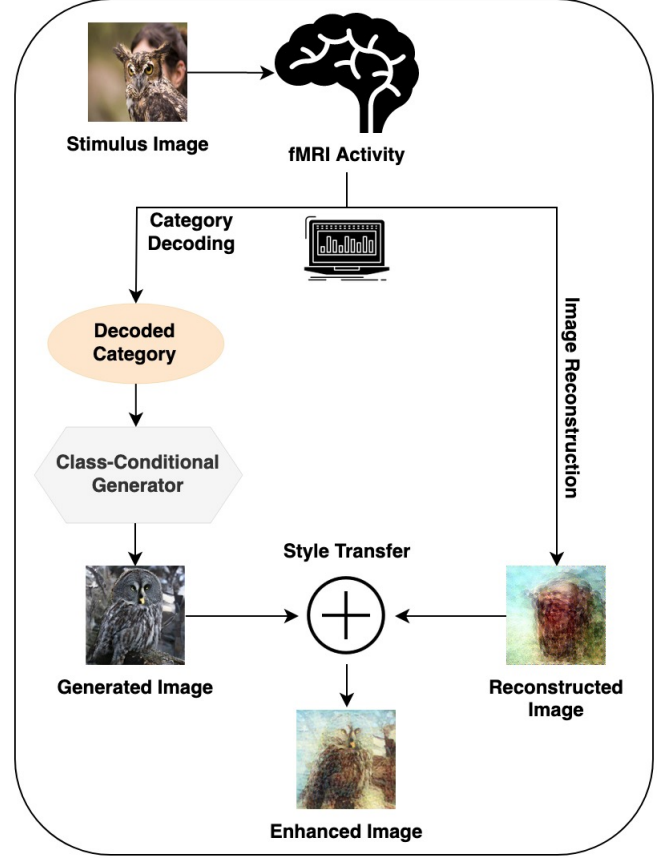 Stimulus Image
fMRI Activity
Category
Decoding
Decoded
Category
Image Reconstruction
Class-Conditional
Generator
Style Transfer
Generated Image
Reconstructed
Image
Enhanced Image